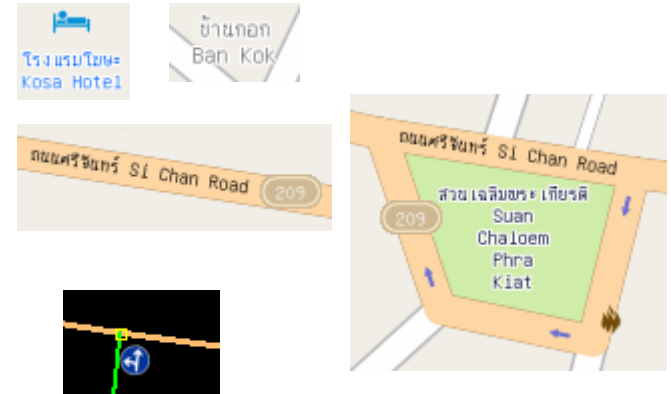 โรงแรมโฆษะ
Kosa Hotel
บ้านกอก
Ban Kok
ถนนศรีจันทร์ Si Chan Road 209
ถนนศรีจันทร์ Si Chan Road
209
สวนเฉลิมพระเกียรติ
Suan
Chaloem
Phra
Kiat